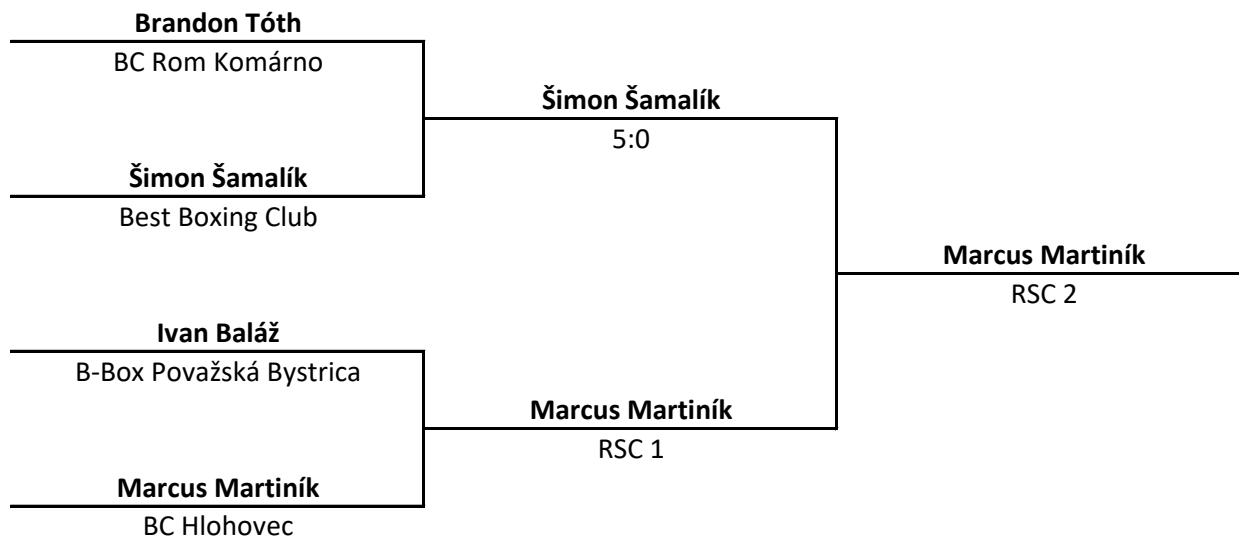 Brandon Tóth
BC Rom Komárno
Šimon Šamalík
5:0
Šimon Šamalík
Best Boxing Club
Marcus Martiník
RSC 2
Ivan Baláž
B-Box Považská Bystrica
Marcus Martiník
RSC 1
Marcus Martiník
BC Hlohovec